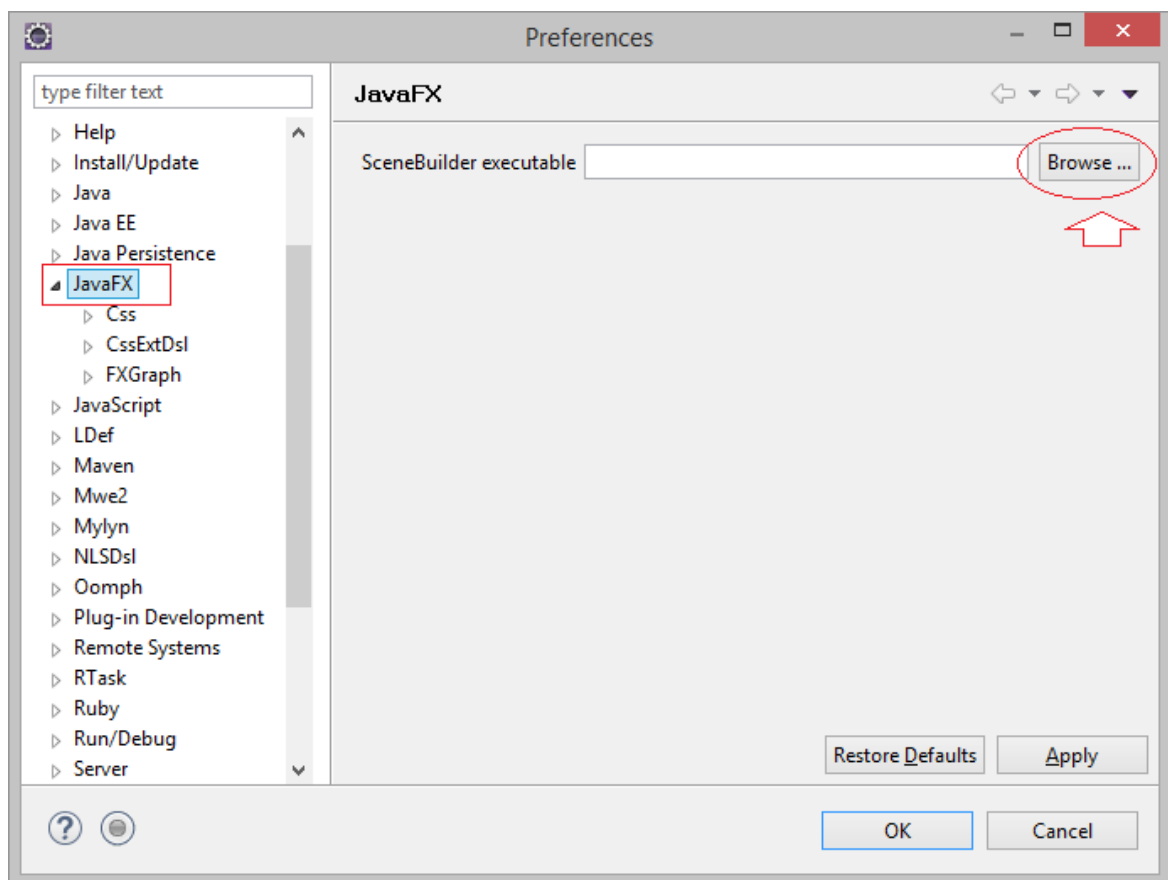 Preferences
type filter text
JavaFX
Help
Install/Update
Java
Java EE
Java Persistence
JavaFX
Css
CssExtDsl
FXGraph
JavaScript
LDef
Maven
Mwe2
Mylyn
NLSDsl
Oomph
Plug-in Development
Remote Systems
RTask
Ruby
Run/Debug
Server
SceneBuilder executable
Browse ...
Restore Defaults
Apply
OK
Cancel